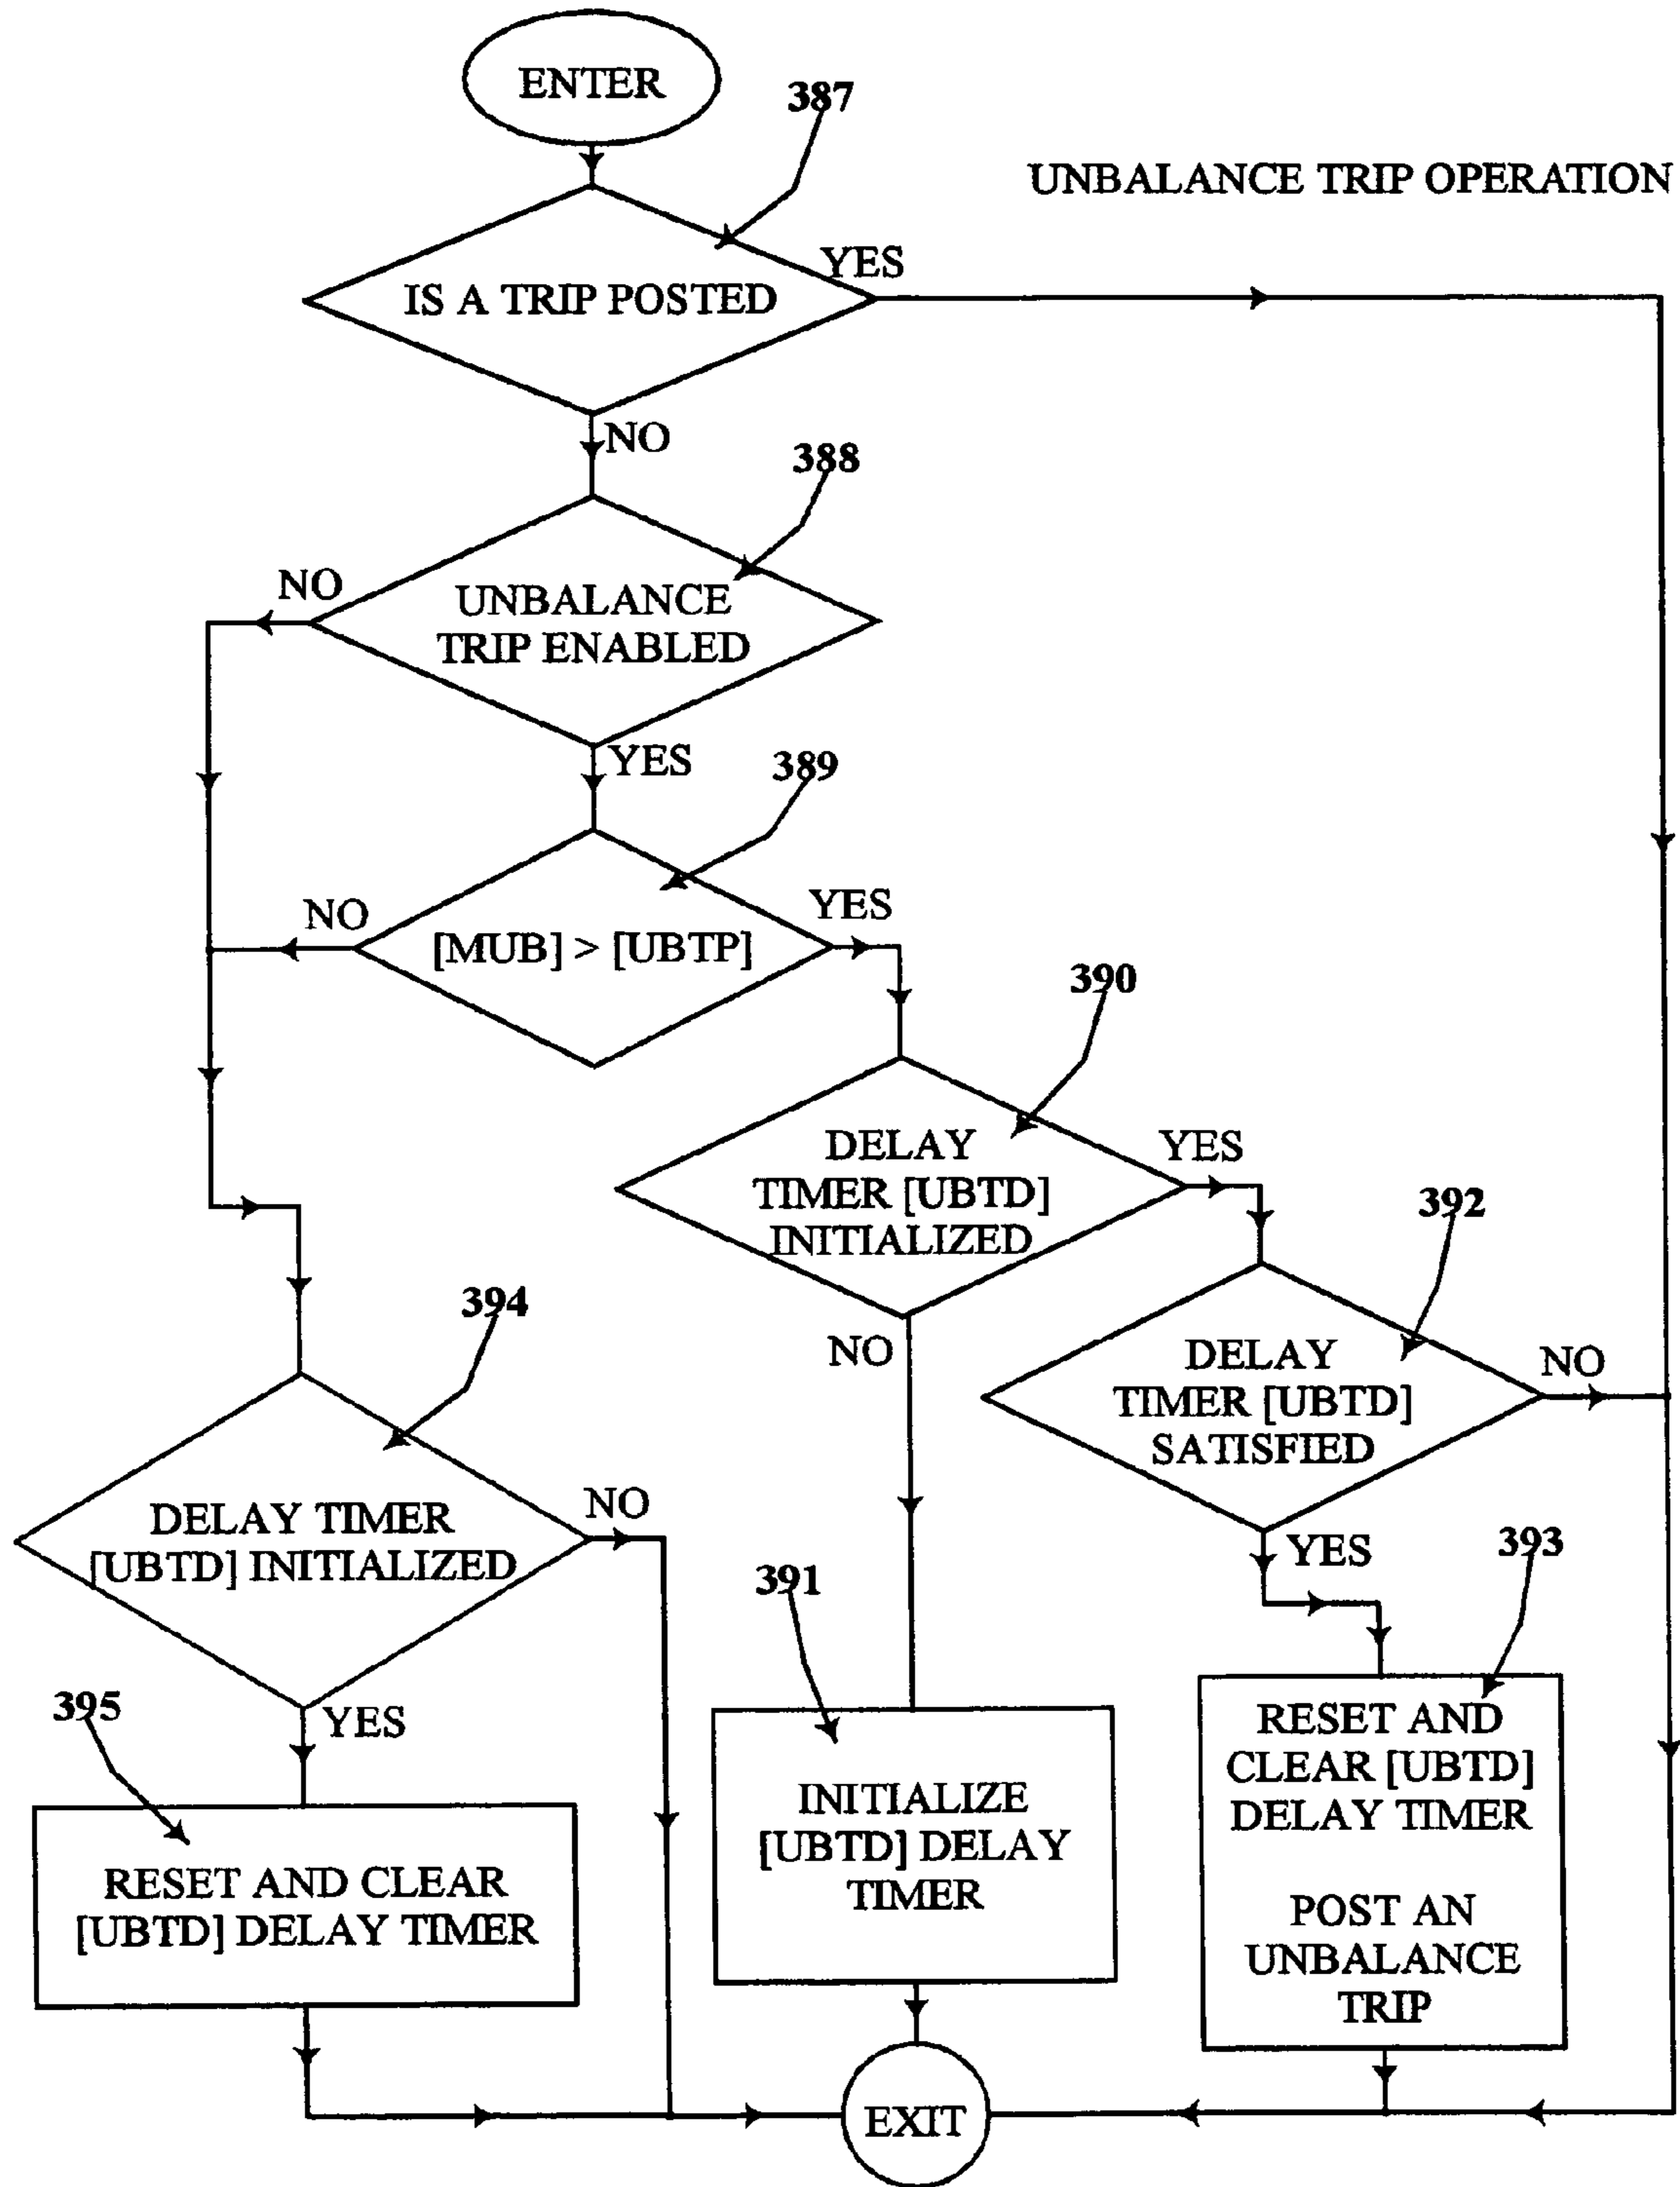 ENTER
387
UNBALANCE TRIP OPERATION
YES
IS A TRIP POSTED
NO
388
NO
UNBALANCE
TRIP ENABLED
YES
389
NO
YES
[MUB] > [UBTP]
390
DELAY
TIMER [UBTD]
INITIALIZED
YES
392
NO
394
DELAY
TIMER [UBTD]
SATISFIED
NO
DELAY TIMER
[UBTD] INITIALIZED
NO
YES
393
391
395
YES
RESET AND
CLEAR [UBTD]
DELAY TIMER
POST AN
UNBALANCE
TRIP
INITIALIZE
[UBTD] DELAY
TIMER
RESET AND CLEAR
[UBTD] DELAY TIMER
EXIT